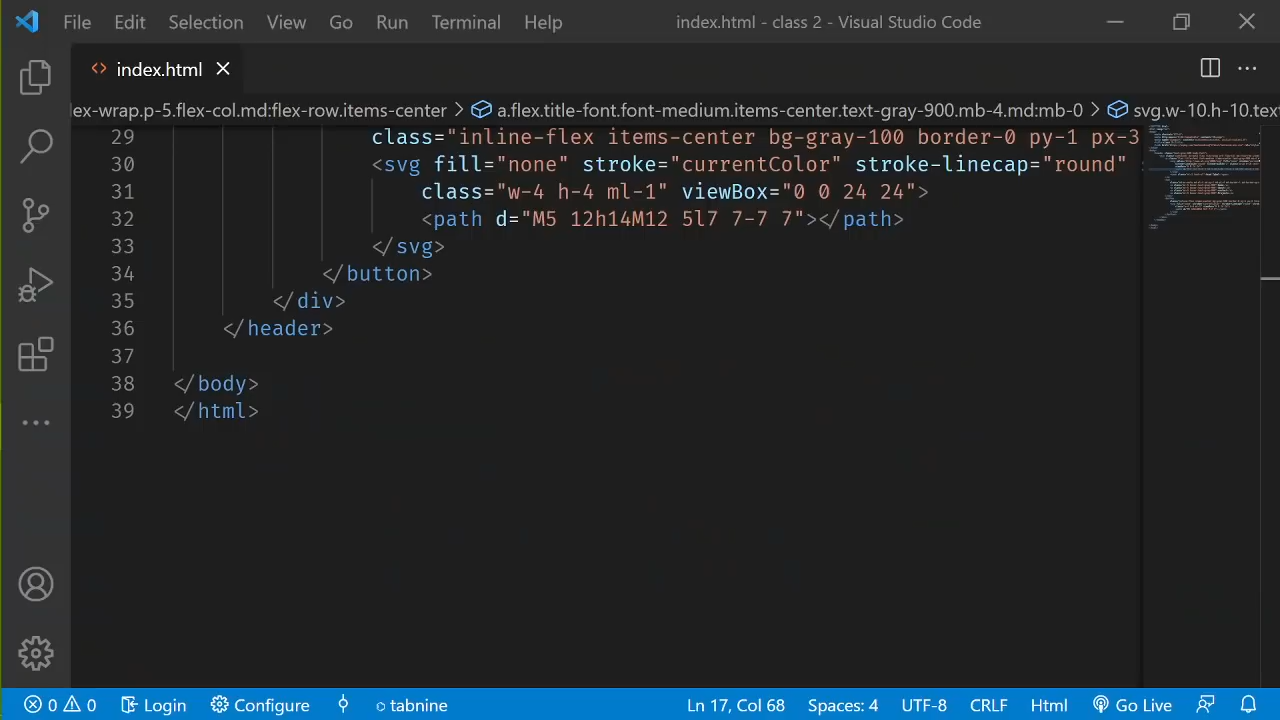 File Edit Selection View Go Run Terminal Help index.html - class 2 - Visual Studio Code
index.html
lex-wrap.p-5.flex-col.md:flex-row.items-center > a.flex.title-font.font-medium.items-center.text-gray-900.mb-4.md:mb-0 > svg.w-10.h-10.tex
29 class="inline-flex items-center bg-gray-100 border-0 py-1 px-3
30 <svg fill="none" stroke="currentColor" stroke-linecap="round"
31 class="w-4 h-4 ml-1" viewBox="0 0 24 24">
32 <path d="M5 12h14M12 5l7 7-7 7"></path>
33 </svg>
34 </button>
35 </div>
36 </header>
37
38 </body>
39 </html>
0 0 Login Configure tabnine Ln 17, Col 68 Spaces: 4 UTF-8 CRLF Html Go Live